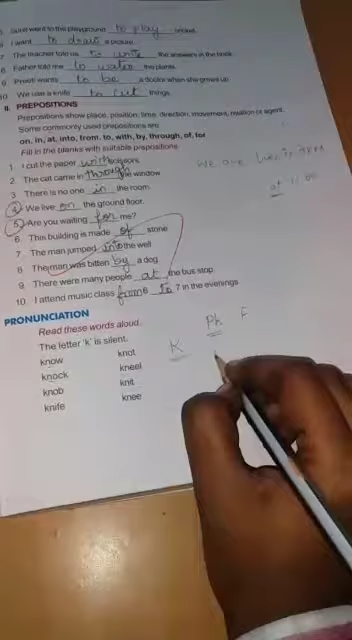 Sunil went to the playground to play cricket.
I want to draw a picture.
7. The teacher told us to write the answers in the book.
8. Father told me to water the plants.
9. Preeti wants to be a doctor when she grows up.
10. We use a knife to cut things.
II. PREPOSITIONS
Prepositions show place, position, time, direction, movement, relation or agent.
Some commonly used prepositions are
on, in, at, into, from, to, with, by, through, of, for
Fill in the blanks with suitable prepositions.
1. I cut the paper with scissors.
2. The cat came in through the window
3. There is no one in the room.
4. We live on the ground floor.
5. Are you waiting for me?
6. This building is made of stone
7. The man jumped into the well
8. The man was bitten by a dog.
9. There were many people at the bus stop.
10. I attend music class from 6 to 7 in the evenings
We are
at
PRONUNCIATION
Read these words aloud.
The letter 'k' is silent.
know knot
knock kneel
knob knit
knife knee
K Ph F